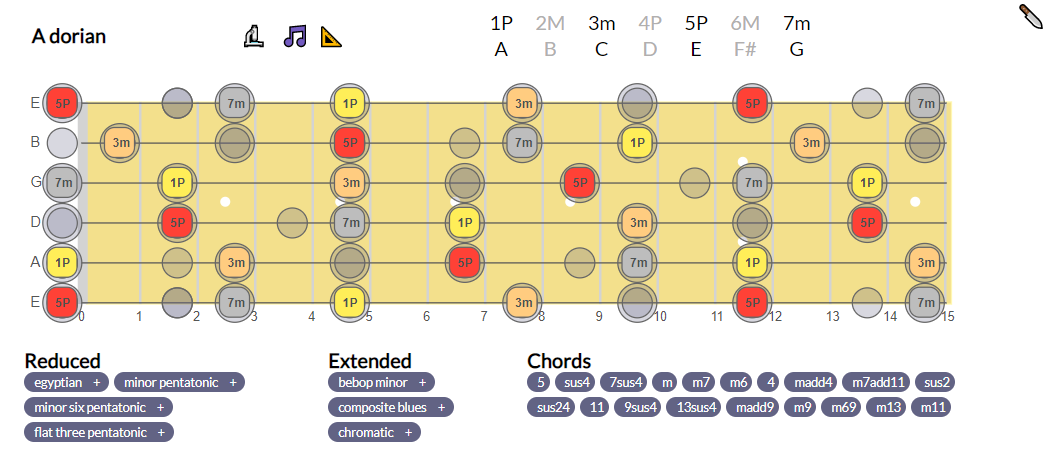 A dorian
1P 2M 3m 4P 5P 6M 7m
A B C D E F# G
E 5P 7m 1P 3m 5P 7m
B 3m 5P 7m 1P 3m
G 7m 1P 3m 5P 7m 1P
D 5P 7m 1P 3m 5P
A 1P 3m 5P 7m 1P 3m
E 5P 7m 1P 3m 5P 7m
0 1 2 3 4 5 6 7 8 9 10 11 12 13 14 15
Reduced Extended Chords
egyptian + minor pentatonic + bebop minor + 5 sus4 7sus4 m m7 m6 4 madd4 m7add11 sus2
minor six pentatonic + composite blues + sus24 11 9sus4 13sus4 madd9 m9 m69 m13 m11
flat three pentatonic + chromatic +